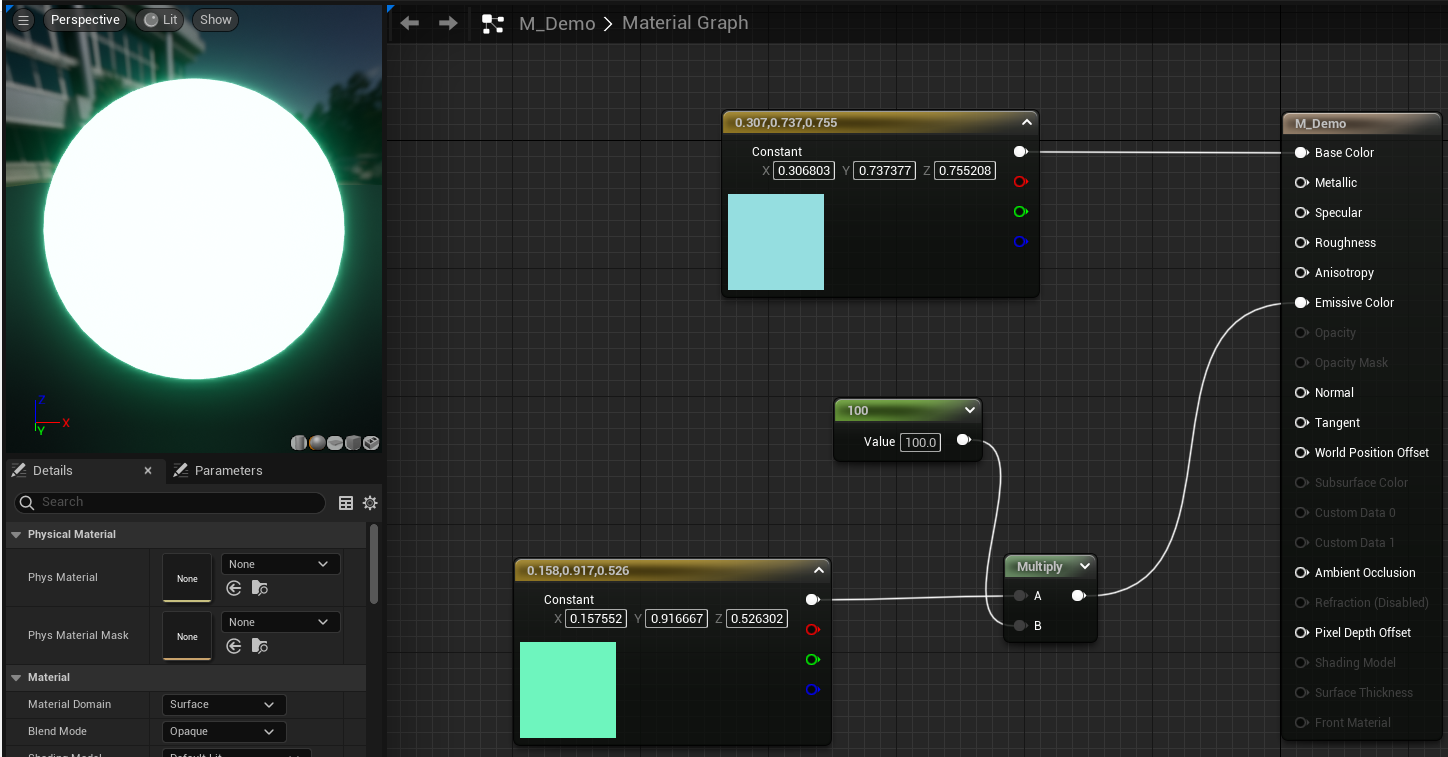 Perspective
Lit
Show
M_Demo > Material Graph
Z
X
Y
Details
Parameters
Search
Physical Material
Phys Material
None
None
Phys Material Mask
None
None
Material
Material Domain
Surface
Blend Mode
Opaque
Shading Model
Default Lit
0.307,0.737,0.755
Constant
X 0.306803 Y 0.737377 Z 0.755208
100
Value 100.0
0.158,0.917,0.526
Constant
X 0.157552 Y 0.916667 Z 0.526302
Multiply
A
B
M_Demo
Base Color
Metallic
Specular
Roughness
Anisotropy
Emissive Color
Opacity
Opacity Mask
Normal
Tangent
World Position Offset
Subsurface Color
Custom Data 0
Custom Data 1
Ambient Occlusion
Refraction (Disabled)
Pixel Depth Offset
Shading Model
Surface Thickness
Front Material